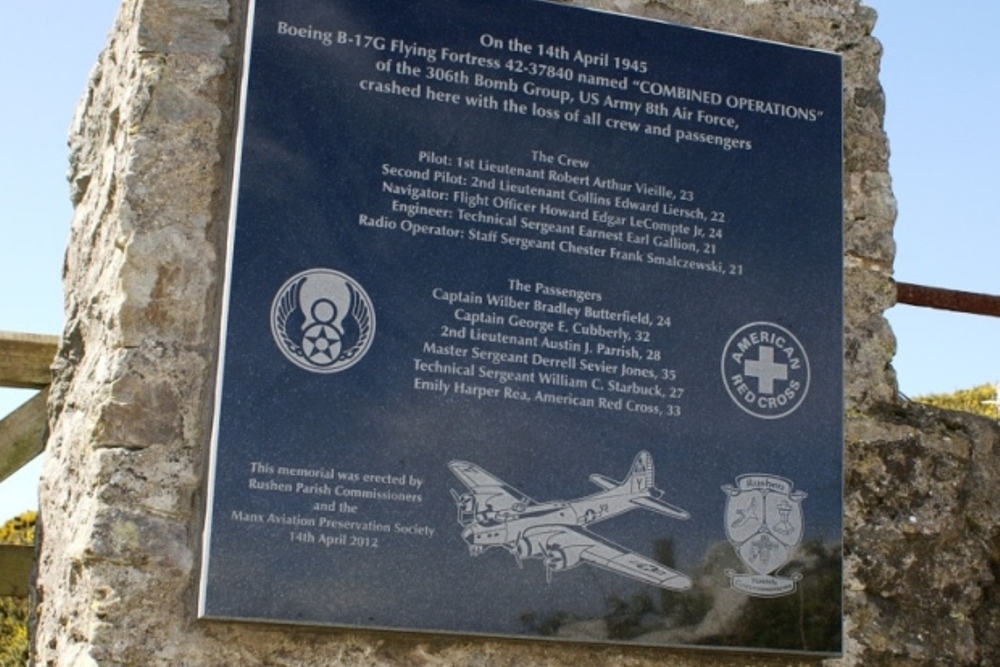 On the 14th April 1945
Boeing B-17G Flying Fortress 42-37840 named “COMBINED OPERATIONS”
of the 306th Bomb Group, US Army 8th Air Force,
crashed here with the loss of all crew and passengers
The Crew
Pilot: 1st Lieutenant Robert Arthur Vieille, 23
Second Pilot: 2nd Lieutenant Collins Edward Liersch, 22
Navigator: Flight Officer Howard Edgar LeCompte Jr, 24
Engineer: Technical Sergeant Earnest Earl Gallion, 21
Radio Operator: Staff Sergeant Chester Frank Smalczewski, 21
The Passengers
Captain Wilber Bradley Butterfield, 24
Captain George E. Cubberly, 32
2nd Lieutenant Austin J. Parrish, 28
Master Sergeant Derrell Sevier Jones, 35
Technical Sergeant William C. Starbuck, 27
Emily Harper Rea, American Red Cross, 33
AMERICAN
RED CROSS
This memorial was erected by
Rushen Parish Commissioners
and the
Manx Aviation Preservation Society
14th April 2012
Y
Rushen
Commissioners